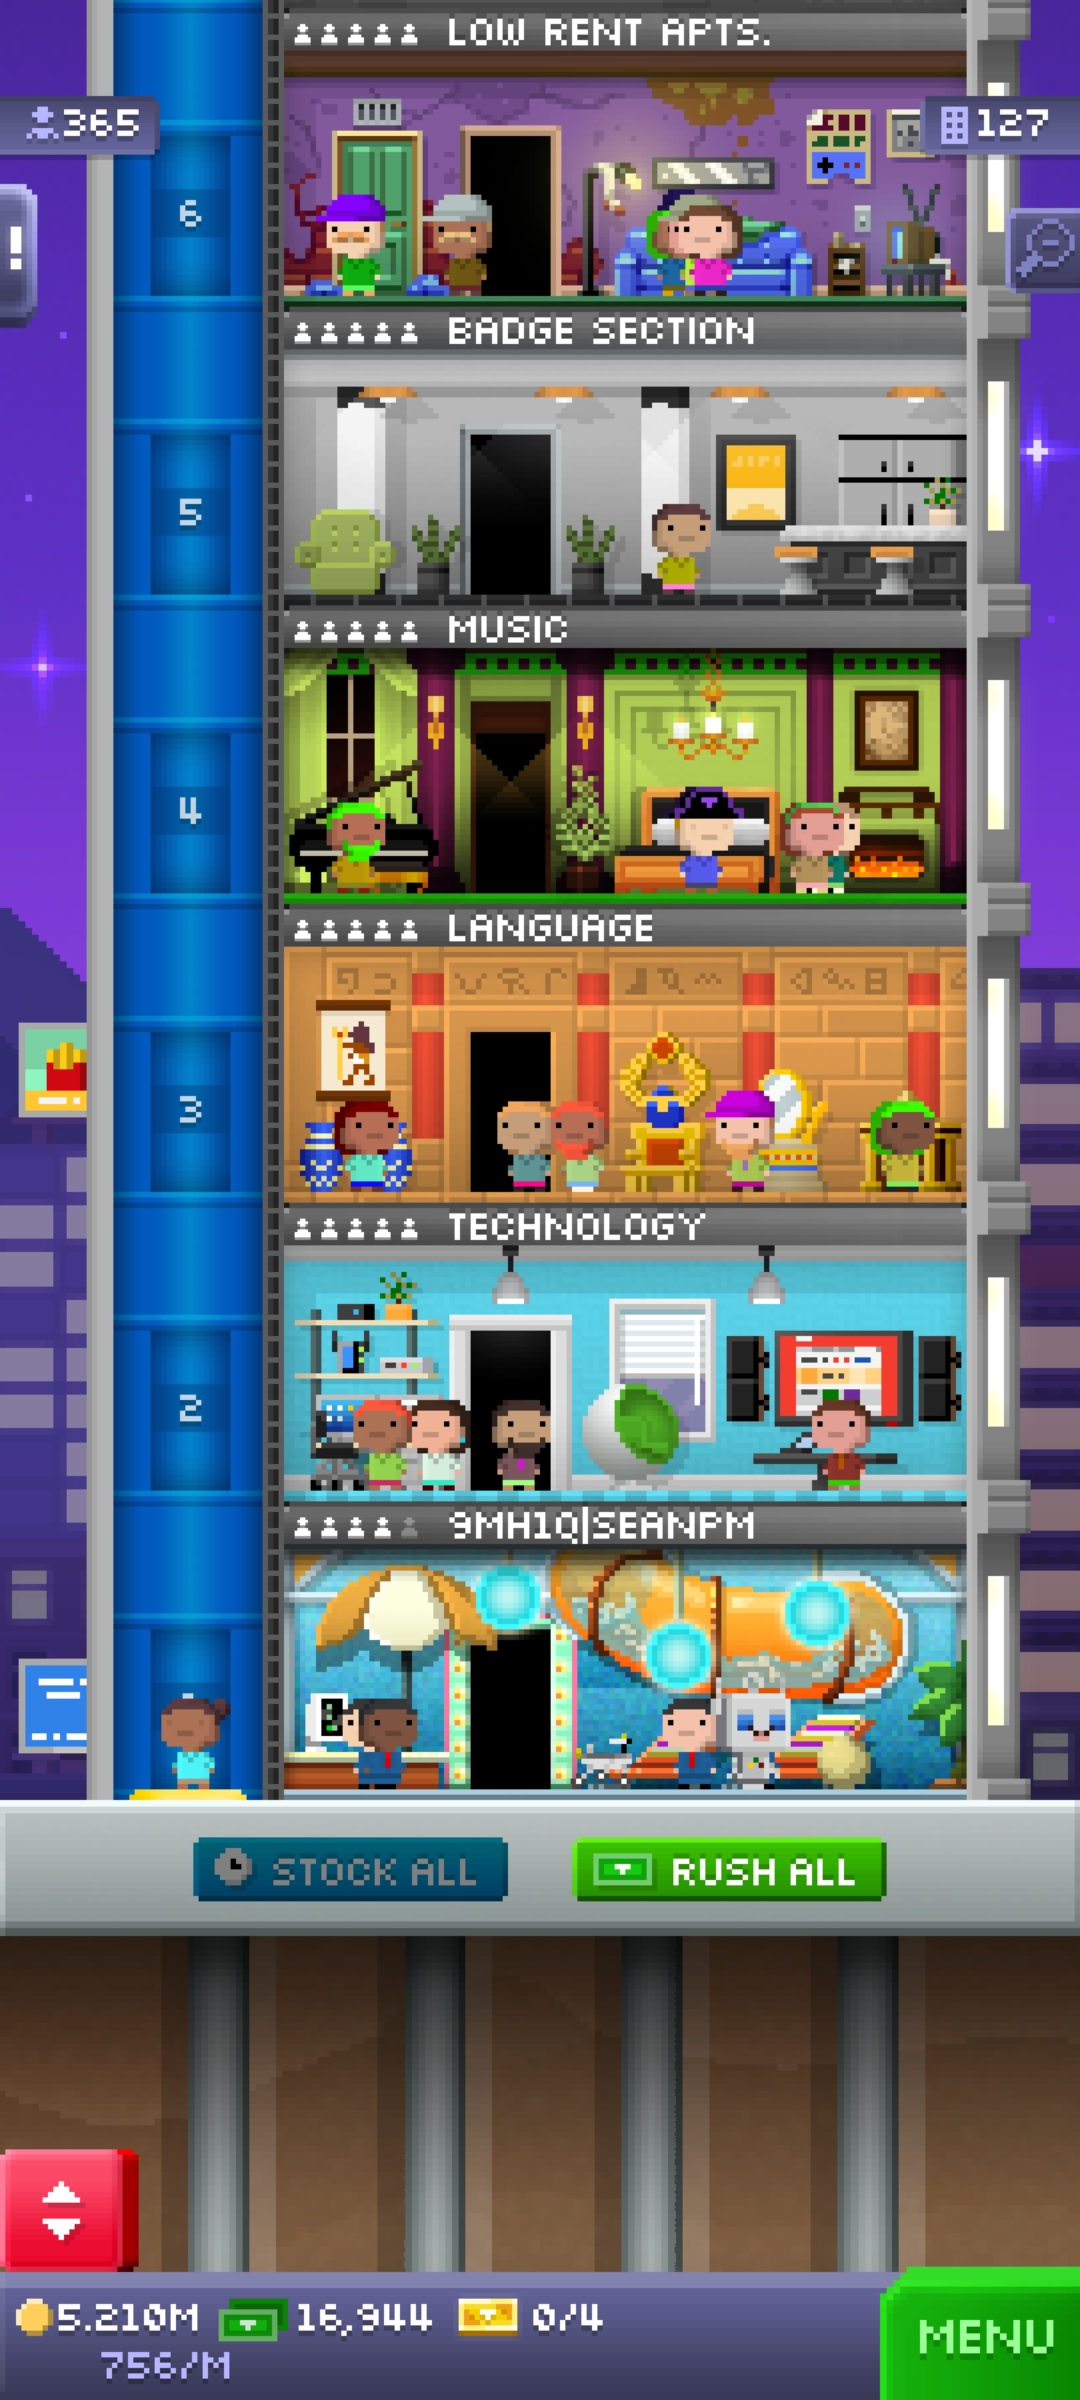 LOW RENT APTS.
365
127
6
!
BADGE SECTION
5
MUSIC
4
LANGUAGE
3
TECHNOLOGY
2
9MH1Q|SEANPM
STOCK ALL
RUSH ALL
5.210M 16,944 0/4
756/M
MENU